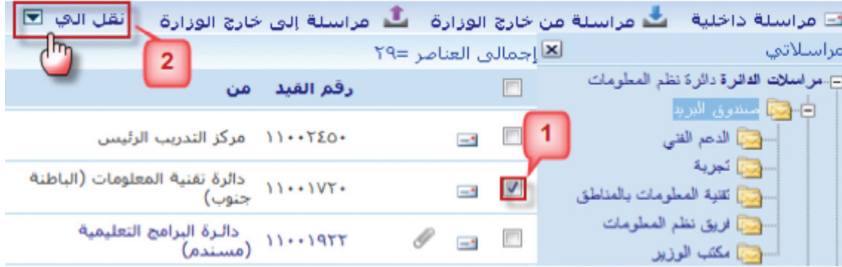 مراسلة داخلية مراسلة من خارج الوزارة مراسلة إلى خارج الوزارة نقل الي
2
مراسلاتي
إجمالى العناصر =٢٩
مراسلات الدائرة دائرة نظم المعلومات
رقم القيد من
صندوق البريد
1
الدعم الفني
١١٠٠٢٤٥٠ مركز التدريب الرئيس
تجربة
١١٠٠١٧٢٠ دائرة تقنية المعلومات (الباطنة
جنوب)
تقنية المعلومات بالمناطق
فريق نظم المعلومات
١١٠٠١٩٢٢ دائرة البرامج التعليمية
(مسندم)
مكتب الوزير